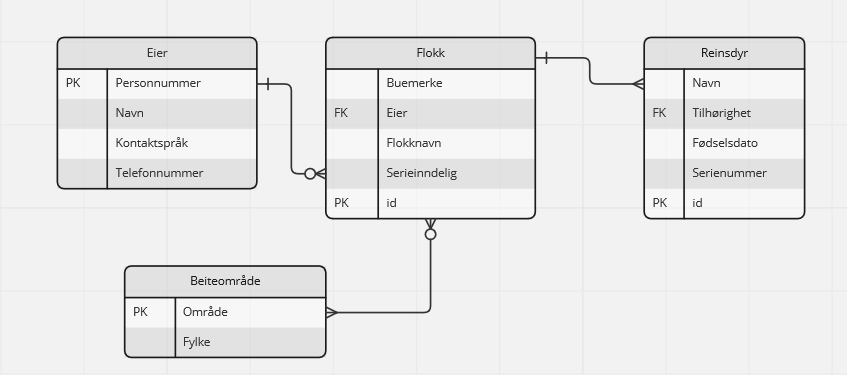 Eier
PK Personnummer
Navn
Kontaktspråk
Telefonnummer
Flokk
Buemerke
FK Eier
Flokknavn
Serieinndelig
PK id
Reinsdyr
Navn
FK Tilhørighet
Fødselsdato
Serienummer
PK id
Beiteområde
PK Område
Fylke